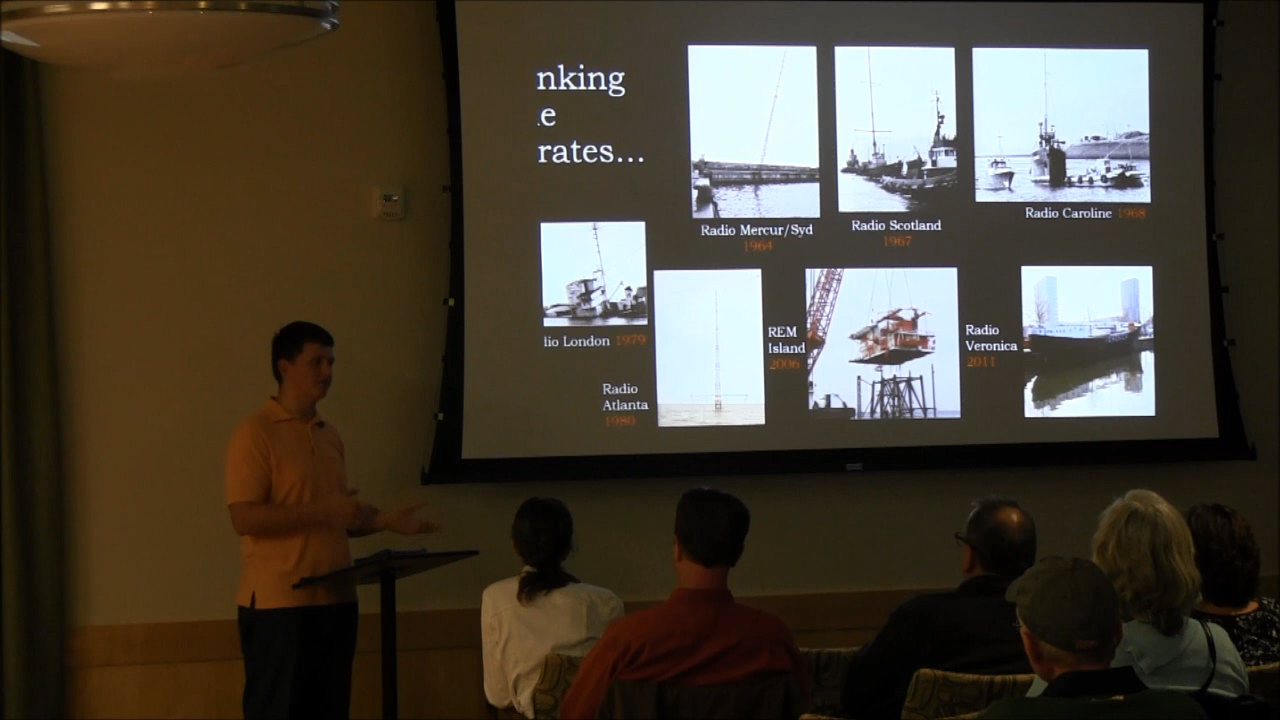 nking
e
rates...
Radio Mercur/Syd
1964
Radio Scotland
1967
Radio Caroline 1968
lio London 1979
Radio
Atlanta
1980
REM
Island
2006
Radio
Veronica
2011